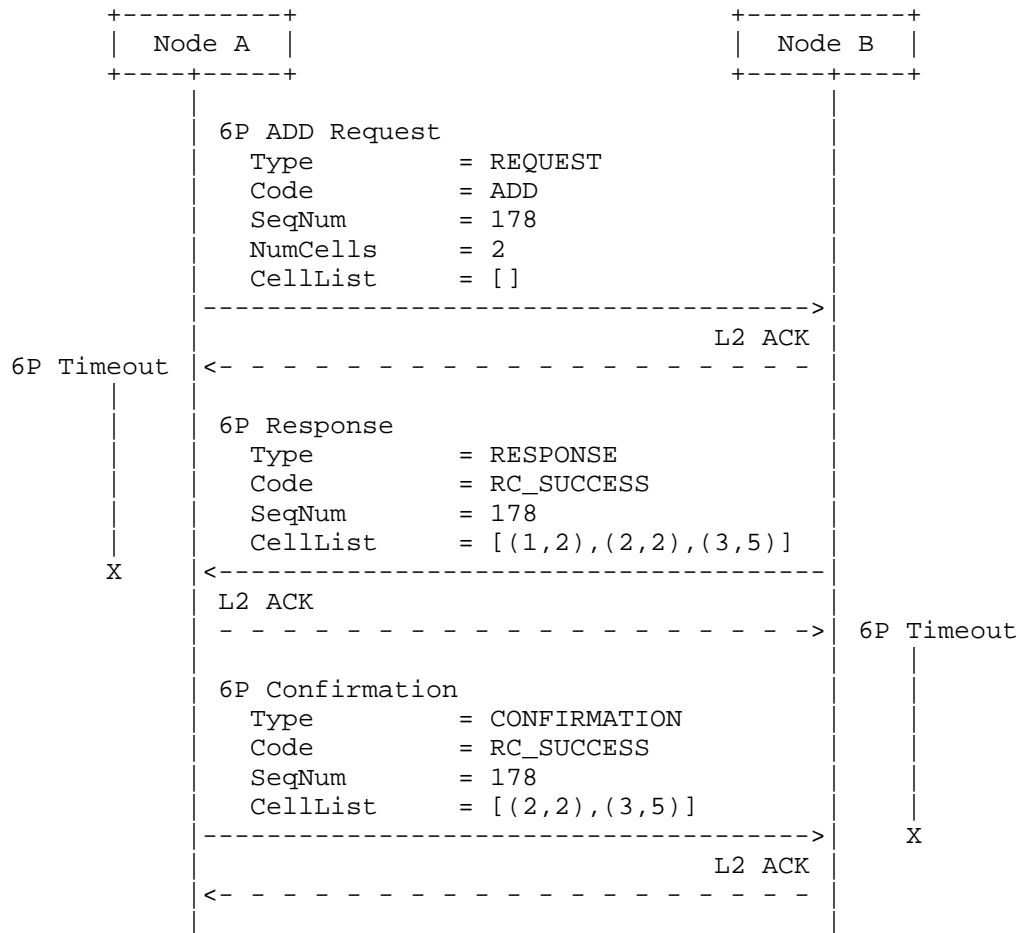 Node A Node B
6P ADD Request
Type = REQUEST
Code = ADD
SeqNum = 178
NumCells = 2
CellList = []
L2 ACK
6P Timeout
6P Response
Type = RESPONSE
Code = RC_SUCCESS
SeqNum = 178
CellList = [(1,2),(2,2),(3,5)]
X
L2 ACK
6P Timeout
6P Confirmation
Type = CONFIRMATION
Code = RC_SUCCESS
SeqNum = 178
CellList = [(2,2),(3,5)]
X
L2 ACK